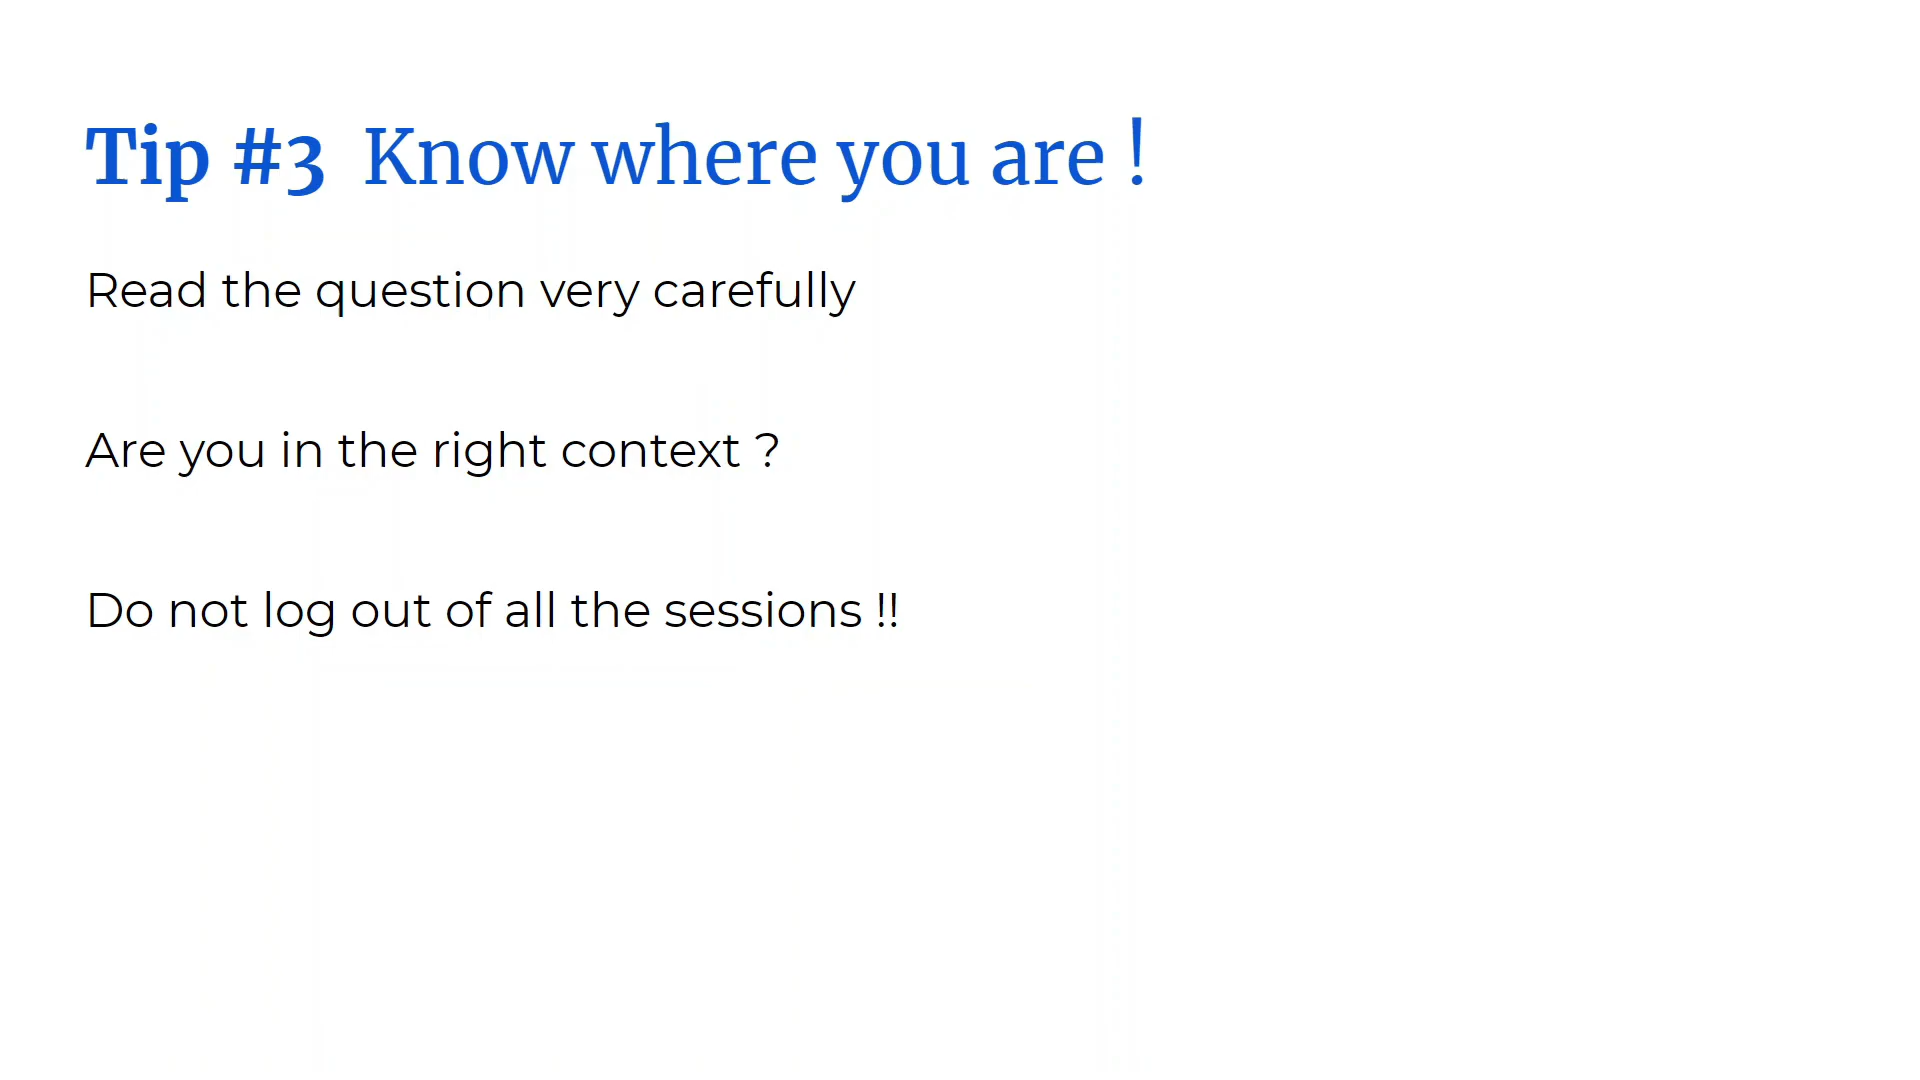 Tip #3 Know where you are !
Read the question very carefully
Are you in the right context ?
Do not log out of all the sessions !!